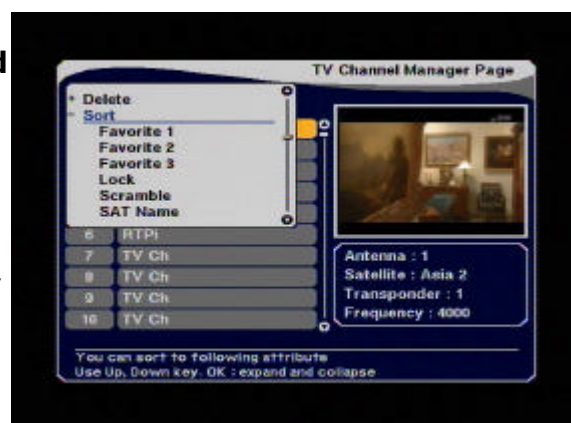 d
TV Channel Manager Page
+ Delete
- Sort
Favorite 1
Favorite 2
Favorite 3
Lock
Scramble
SAT Name
6 RTPi
7 TV Ch
8 TV Ch
9 TV Ch
10 TV Ch
Antenna : 1
Satellite : Asia 2
Transponder : 1
Frequency : 4000
You can sort to following attribute
Use Up, Down key. OK : expand and collapse